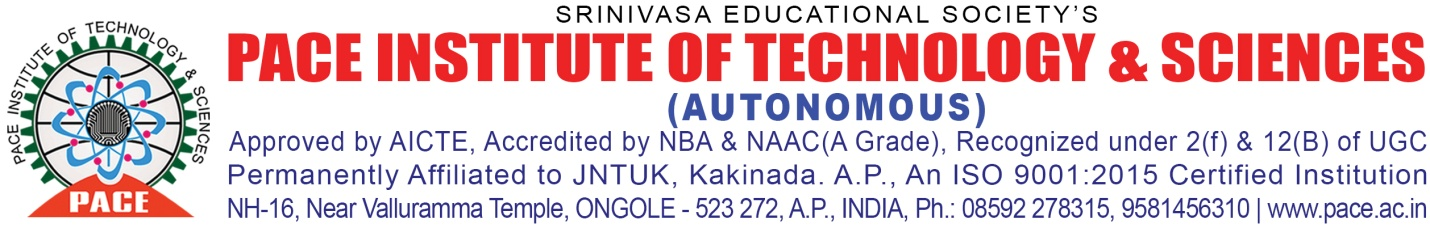 SRINIVASA EDUCATIONAL SOCIETY'S
PACE INSTITUTE OF TECHNOLOGY & SCIENCES
(AUTONOMOUS)
Approved by AICTE, Accredited by NBA & NAAC(A Grade), Recognized under 2(f) & 12(B) of UGC
Permanently Affiliated to JNTUK, Kakinada. A.P., An ISO 9001:2015 Certified Institution
NH-16, Near Valluramma Temple, ONGOLE - 523 272, A.P., INDIA, Ph.: 08592 278315, 9581456310 | www.pace.ac.in
PACE INSTITUTE OF TECHNOLOGY & SCIENCES
PACE